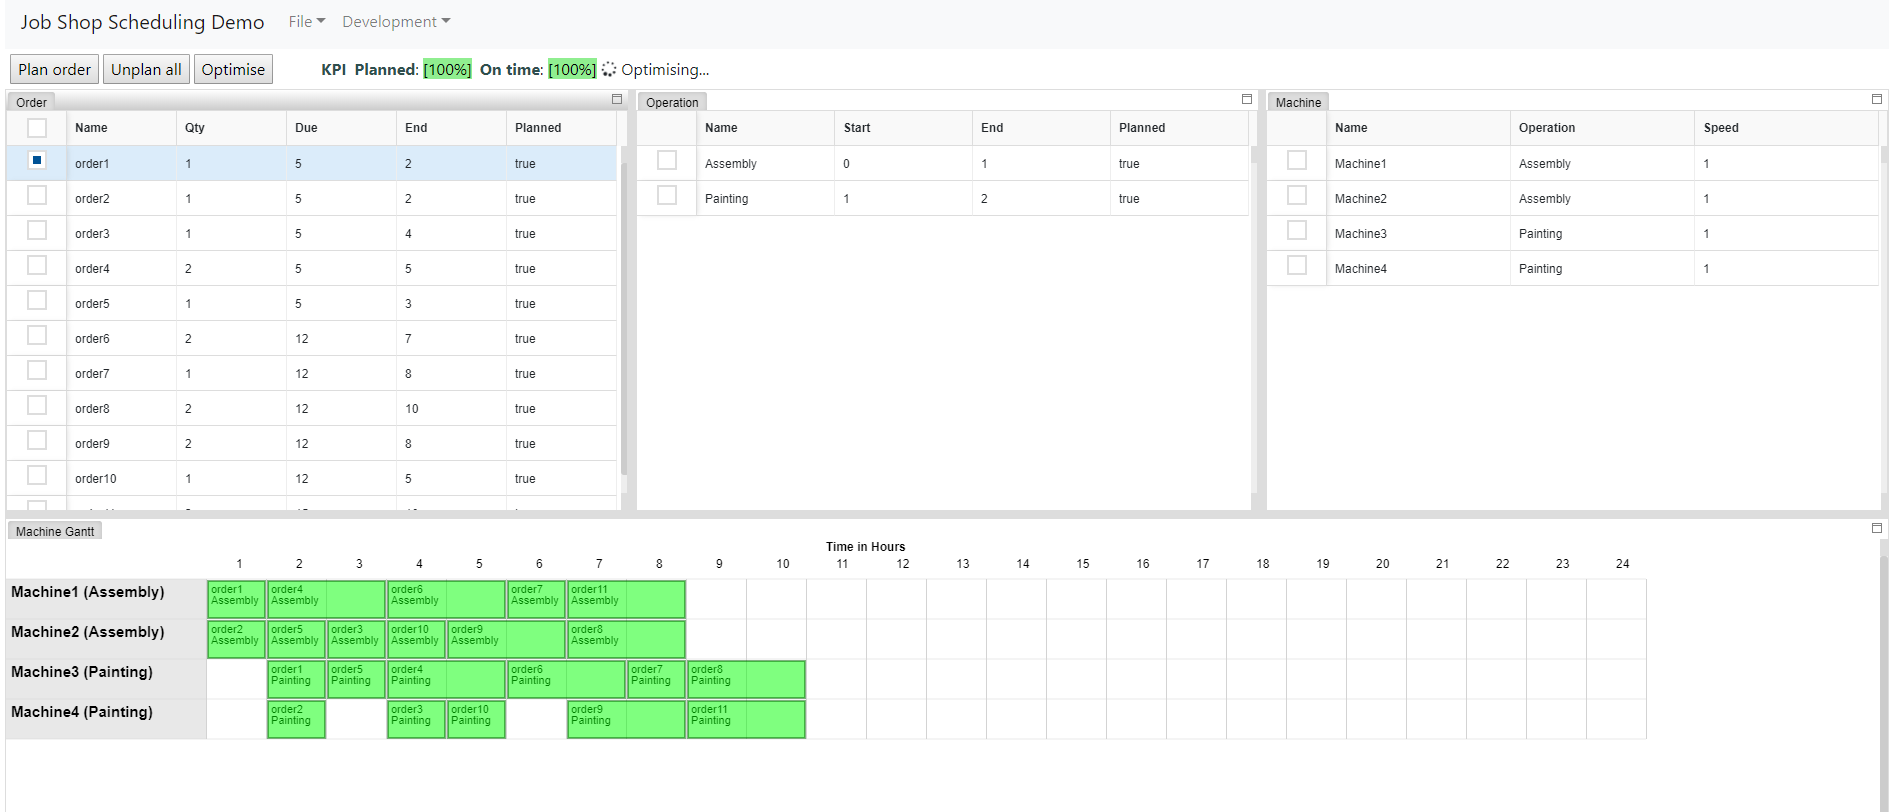 Job Shop Scheduling Demo File Development
Plan order Unplan all Optimise KPI Planned: [100%] On time: [100%] Optimising...
Order
Name Qty Due End Planned
order1 1 5 2 true
order2 1 5 2 true
order3 1 5 4 true
order4 2 5 5 true
order5 1 5 3 true
order6 2 12 7 true
order7 1 12 8 true
order8 2 12 10 true
order9 2 12 8 true
order10 1 12 5 true
Operation
Name Start End Planned
Assembly 0 1 true
Painting 1 2 true
Machine
Name Operation Speed
Machine1 Assembly 1
Machine2 Assembly 1
Machine3 Painting 1
Machine4 Painting 1
Machine Gantt
Time in Hours
1 2 3 4 5 6 7 8 9 10 11 12 13 14 15 16 17 18 19 20 21 22 23 24
Machine1 (Assembly)
order1 order4 order6 order7 order11
Assembly Assembly Assembly Assembly Assembly
Machine2 (Assembly)
order2 order5 order3 order10 order9 order8
Assembly Assembly Assembly Assembly Assembly Assembly
Machine3 (Painting)
order1 order5 order4 order6 order7 order8
Painting Painting Painting Painting Painting Painting
Machine4 (Painting)
order2 order3 order10 order9 order11
Painting Painting Painting Painting Painting